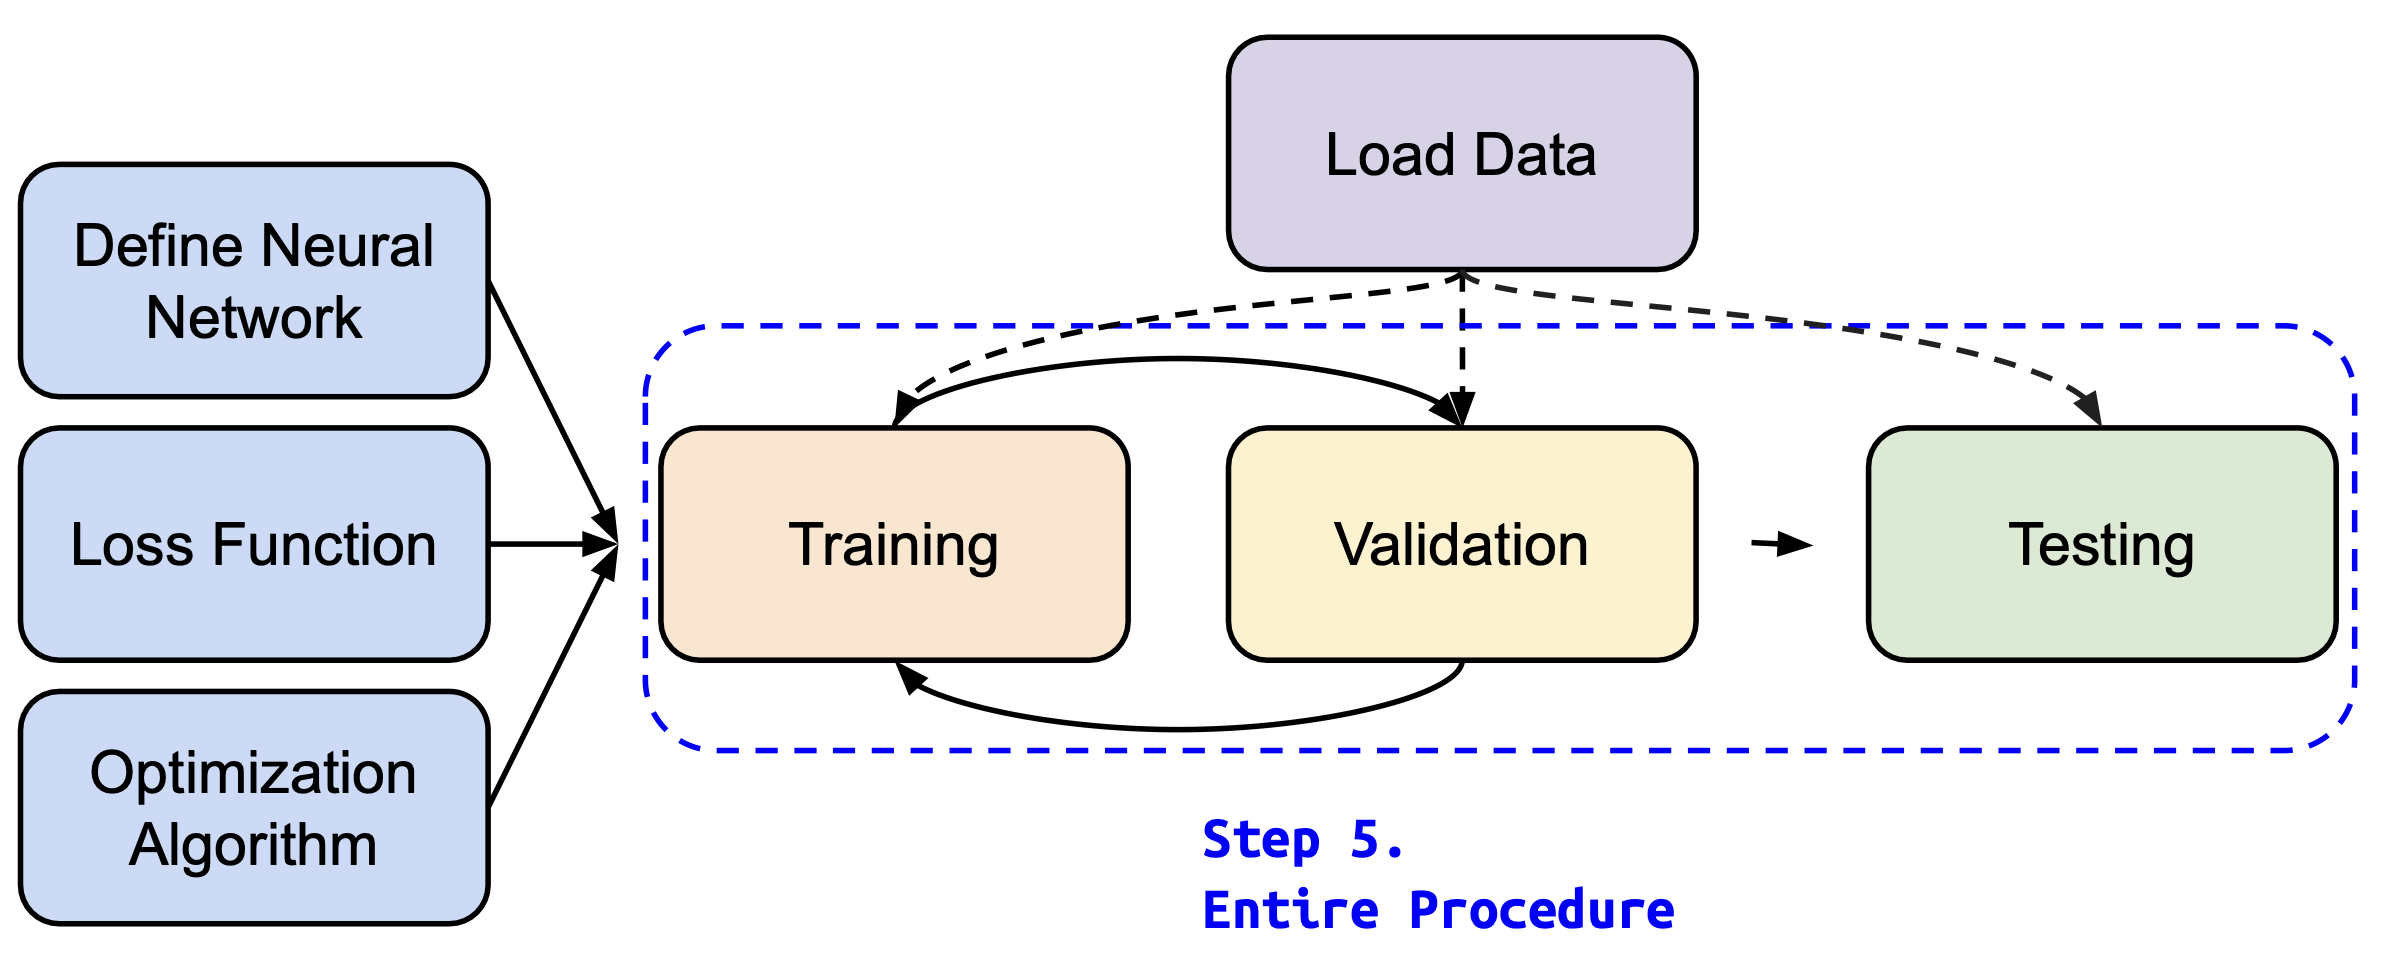 Load Data
Define Neural
Network
Loss Function
Optimization
Algorithm
Training
Validation
Testing
Step 5.
Entire Procedure